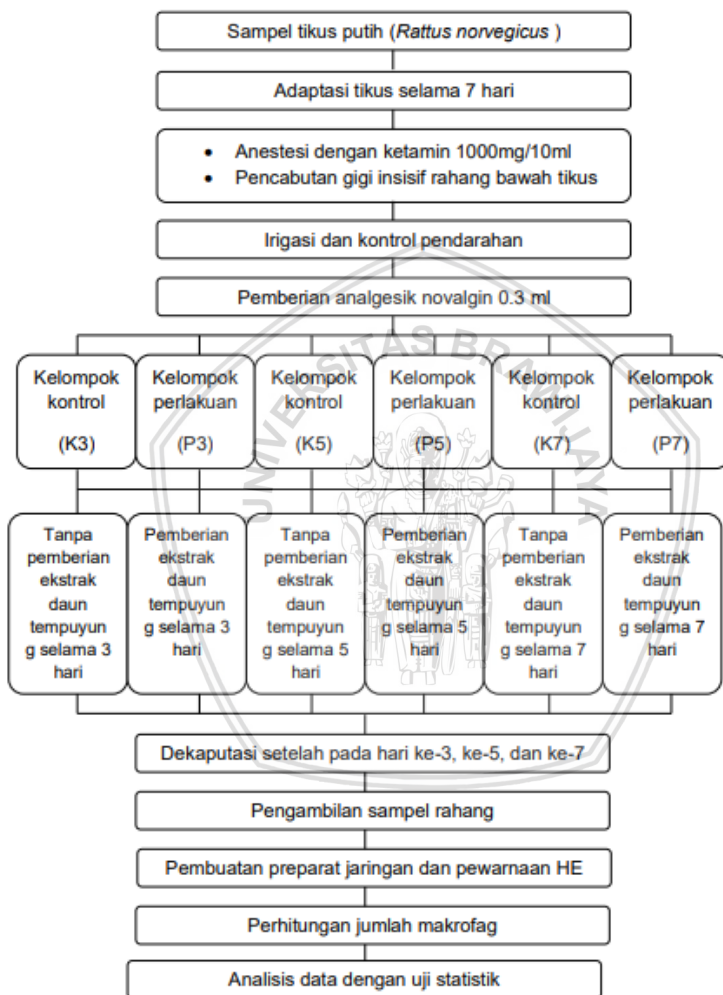 Sampel tikus putih (Rattus norvegicus )
Adaptasi tikus selama 7 hari
• Anestesi dengan ketamin 1000mg/10ml
• Pencabutan gigi insisif rahang bawah tikus
Irigasi dan kontrol pendarahan
Pemberian analgesik novalgin 0.3 ml
Kelompok
kontrol
(K3)
Kelompok
perlakuan
(P3)
Kelompok
kontrol
(K5)
Kelompok
perlakuan
(P5)
Kelompok
kontrol
(K7)
Kelompok
perlakuan
(P7)
Tanpa
pemberian
ekstrak
daun
tempuyun
g selama 3
hari
Pemberian
ekstrak
daun
tempuyun
g selama 3
hari
Tanpa
pemberian
ekstrak
daun
tempuyun
g selama 5
hari
Pemberian
ekstrak
daun
tempuyun
g selama 5
hari
Tanpa
pemberian
ekstrak
daun
tempuyun
g selama 7
hari
Pemberian
ekstrak
daun
tempuyun
g selama 7
hari
Dekaputasi setelah pada hari ke-3, ke-5, dan ke-7
Pengambilan sampel rahang
Pembuatan preparat jaringan dan pewarnaan HE
Perhitungan jumlah makrofag
Analisis data dengan uji statistik
UNIVERSITAS BRAWIJAYA